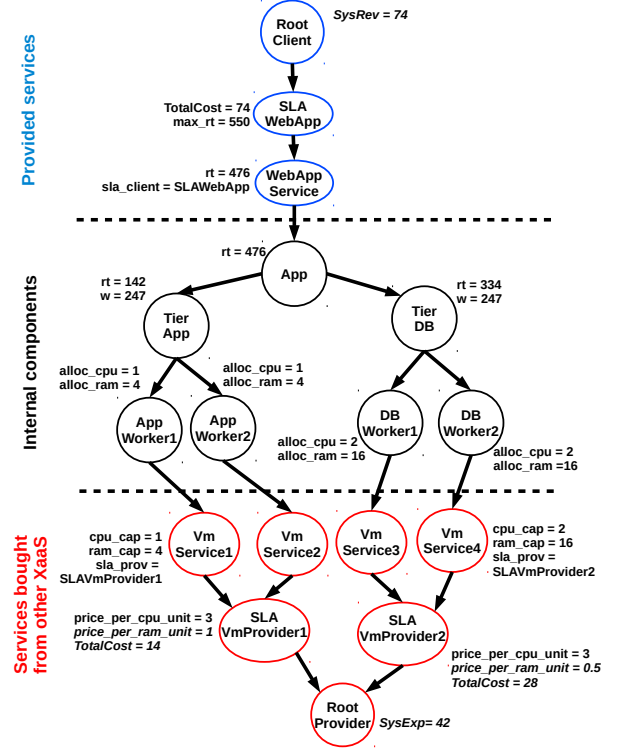 Root
Client
SysRev = 74
Provided services
TotalCost = 74
max_rt = 550
SLA
WebApp
rt = 476
sla_client = SLAWebApp
WebApp
Service
rt = 476
App
Internal components
rt = 142
w = 247
Tier
App
rt = 334
w = 247
Tier
DB
alloc_cpu = 1
alloc_ram = 4
alloc_cpu = 1
alloc_ram = 4
App
Worker1
App
Worker2
DB
Worker1
DB
Worker2
alloc_cpu = 2
alloc_ram = 16
alloc_cpu = 2
alloc_ram =16
Services bought
from other XaaS
cpu_cap = 1
ram_cap = 4
sla_prov =
SLAVmProvider1
Vm
Service1
Vm
Service2
Vm
Service3
Vm
Service4
cpu_cap = 2
ram_cap = 16
sla_prov =
SLAVmProvider2
price_per_cpu_unit = 3
price_per_ram_unit = 1
TotalCost = 14
SLA
VmProvider1
SLA
VmProvider2
price_per_cpu_unit = 3
price_per_ram_unit = 0.5
TotalCost = 28
Root
Provider
SysExp= 42